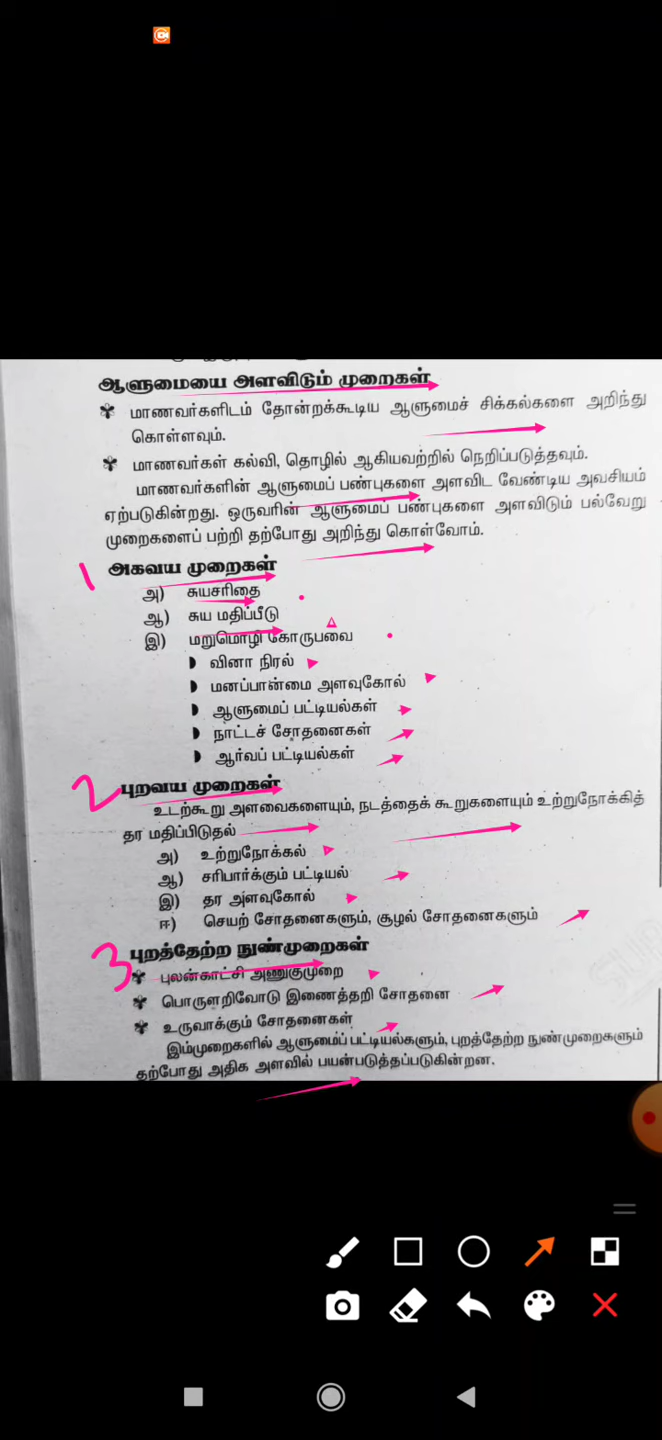 ஆளுமையை அளவிடும் முறைகள்
மாணவர்களிடம் தோன்றக்கூடிய ஆளுமைச் சிக்கல்களை அறிந்து
கொள்ளவும்.
மாணவர்கள் கல்வி, தொழில் ஆகியவற்றில் நெறிப்படுத்தவும்.
மாணவர்களின் ஆளுமைப் பண்புகளை அளவிட வேண்டிய அவசியம்
ஏற்படுகின்றது. ஒருவரின் ஆளுமைப் பண்புகளை அளவிடும் பல்வேறு
முறைகளைப் பற்றி தற்போது அறிந்து கொள்வோம்.
1 அகவய முறைகள்
அ) சுயசரிதை
ஆ) சுய மதிப்பீடு
இ) மறுமொழி கோருபவை
வினா நிரல்
மனப்பான்மை அளவுகோல்
ஆளுமைப் பட்டியல்கள்
நாட்டச் சோதனைகள்
ஆர்வப் பட்டியல்கள்
2 புறவய முறைகள்
உடற்கூறு அளவைகளையும், நடத்தைக் கூறுகளையும் உற்றுநோக்கித்
தர மதிப்பிடுதல்
அ) உற்றுநோக்கல்
ஆ) சரிபார்க்கும் பட்டியல்
இ) தர அளவுகோல்
ஈ) செயற் சோதனைகளும், சூழல் சோதனைகளும்
3 புறத்தேற்ற நுண்முறைகள்
புலன்காட்சி அணுகுமுறை
பொருளறிவோடு இணைத்தறி சோதனை
உருவாக்கும் சோதனைகள்
இம்முறைகளில் ஆளுமைப் பட்டியல்களும், புறத்தேற்ற நுண்முறைகளும்
தற்போது அதிக அளவில் பயன்படுத்தப்படுகின்றன.